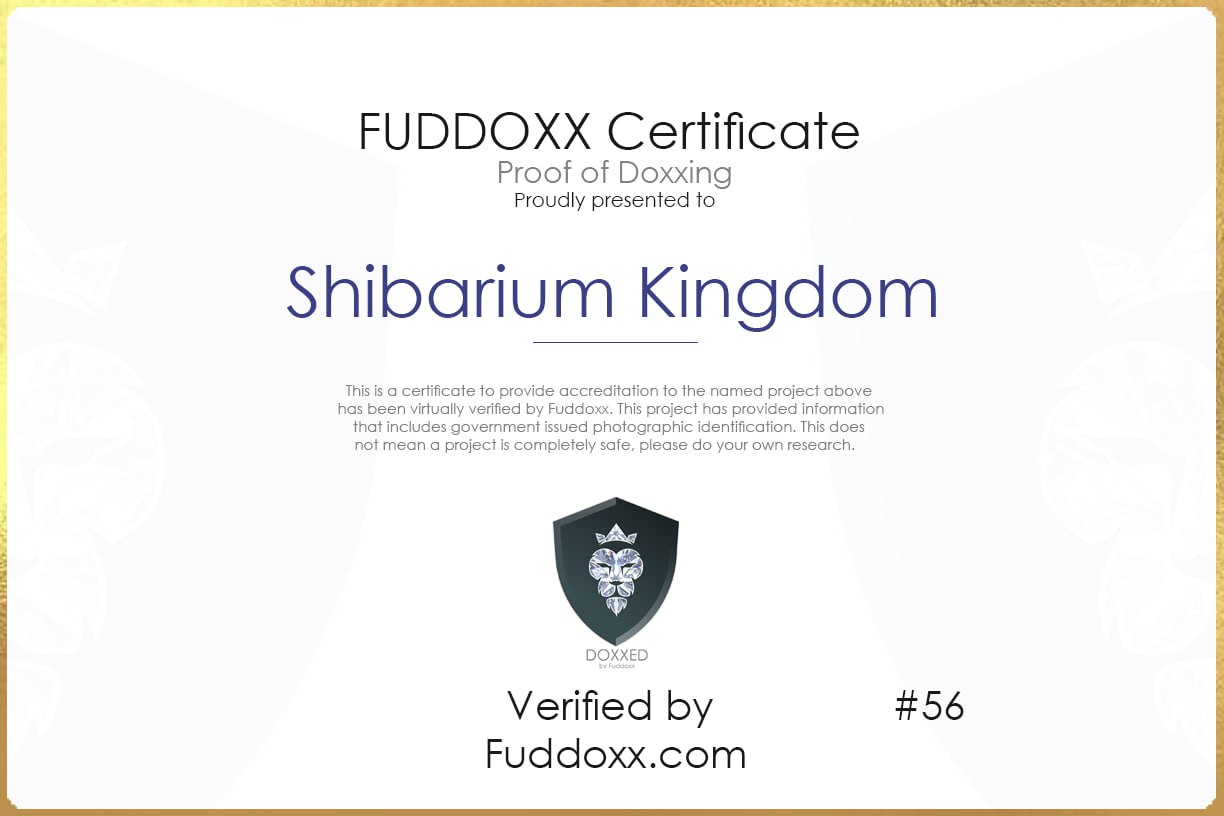 FUDDOXX Certificate
Proof of Doxxing
Proudly presented to
Shibarium Kingdom
This is a certificate to provide accreditation to the named project above
has been virtually verified by Fuddoxx. This project has provided information
that includes government issued photographic identification. This does
not mean a project is completely safe, please do your own research.
DOXXED
by Fuddoxx
Verified by
#56
Fuddoxx.com